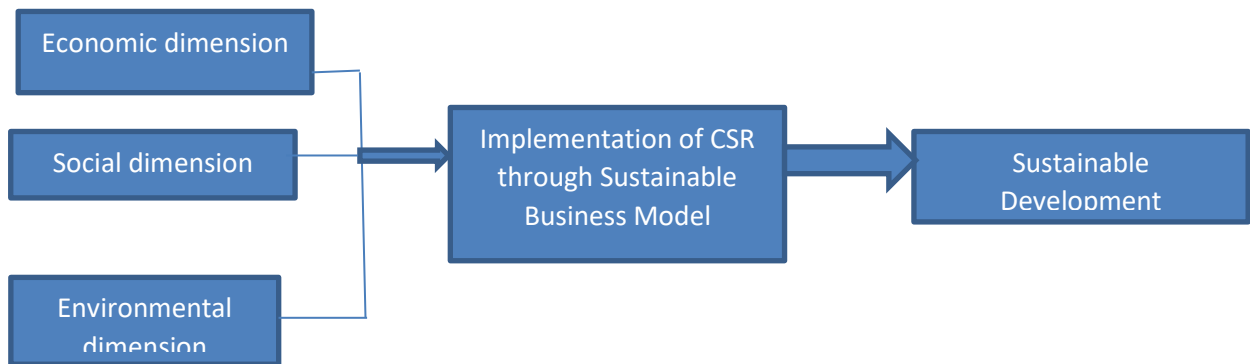 Economic dimension
Social dimension
Environmental
dimension
Implementation of CSR
through Sustainable
Business Model
Sustainable
Development